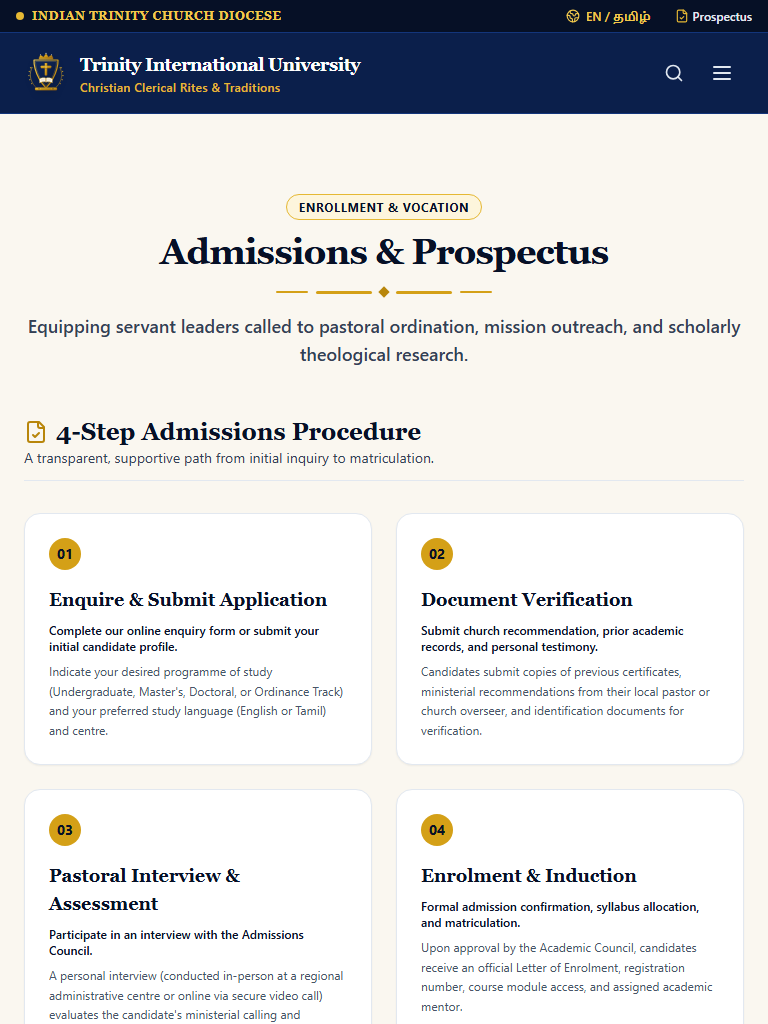 INDIAN TRINITY CHURCH DIOCESE
EN / தமிழ்
Prospectus
Trinity International University
Christian Clerical Rites & Traditions
ENROLLMENT & VOCATION
Admissions & Prospectus
Equipping servant leaders called to pastoral ordination, mission outreach, and scholarly
theological research.
4-Step Admissions Procedure
A transparent, supportive path from initial inquiry to matriculation.
01
Enquire & Submit Application
Complete our online enquiry form or submit your
initial candidate profile.
Indicate your desired programme of study
(Undergraduate, Master's, Doctoral, or Ordinance Track)
and your preferred study language (English or Tamil)
and centre.
02
Document Verification
Submit church recommendation, prior academic
records, and personal testimony.
Candidates submit copies of previous certificates,
ministerial recommendations from their local pastor or
church overseer, and identification documents for
verification.
03
Pastoral Interview &
Assessment
Participate in an interview with the Admissions
Council.
A personal interview (conducted in-person at a regional
administrative centre or online via secure video call)
evaluates the candidate's ministerial calling and
04
Enrolment & Induction
Formal admission confirmation, syllabus allocation,
and matriculation.
Upon approval by the Academic Council, candidates
receive an official Letter of Enrolment, registration
number, course module access, and assigned academic
mentor.